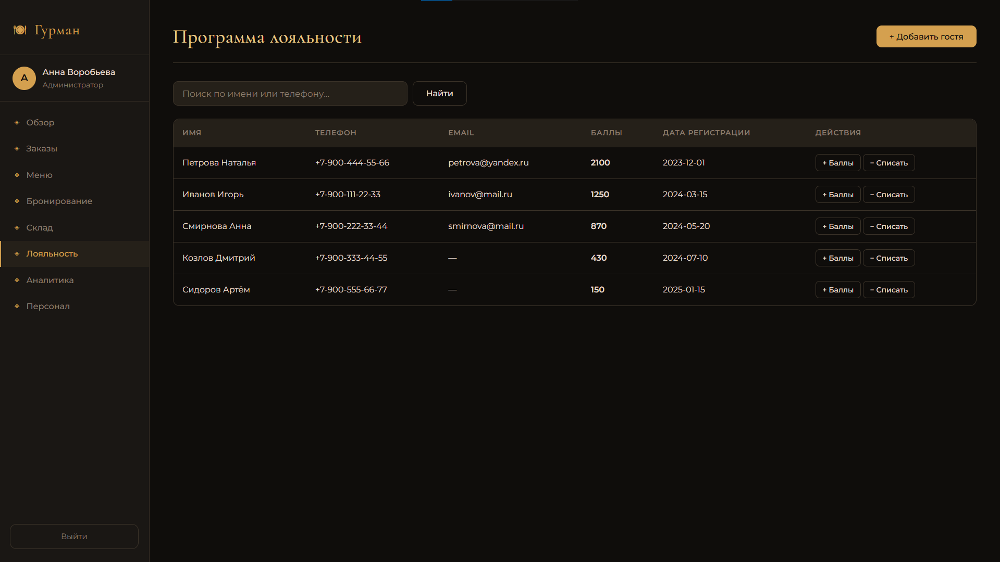 Гурман
A
Анна Воробьева
Администратор
Обзор
Заказы
Меню
Бронирование
Склад
Лояльность
Аналитика
Персонал
Выйти
Программа лояльности
+ Добавить гостя
Поиск по имени или телефону...
Найти
ИМЯ ТЕЛЕФОН EMAIL БАЛЛЫ ДАТА РЕГИСТРАЦИИ ДЕЙСТВИЯ
Петрова Наталья +7-900-444-55-66 petrova@yandex.ru 2100 2023-12-01 + Баллы − Списать
Иванов Игорь +7-900-111-22-33 ivanov@mail.ru 1250 2024-03-15 + Баллы − Списать
Смирнова Анна +7-900-222-33-44 smirnova@mail.ru 870 2024-05-20 + Баллы − Списать
Козлов Дмитрий +7-900-333-44-55 — 430 2024-07-10 + Баллы − Списать
Сидоров Артём +7-900-555-66-77 — 150 2025-01-15 + Баллы − Списать